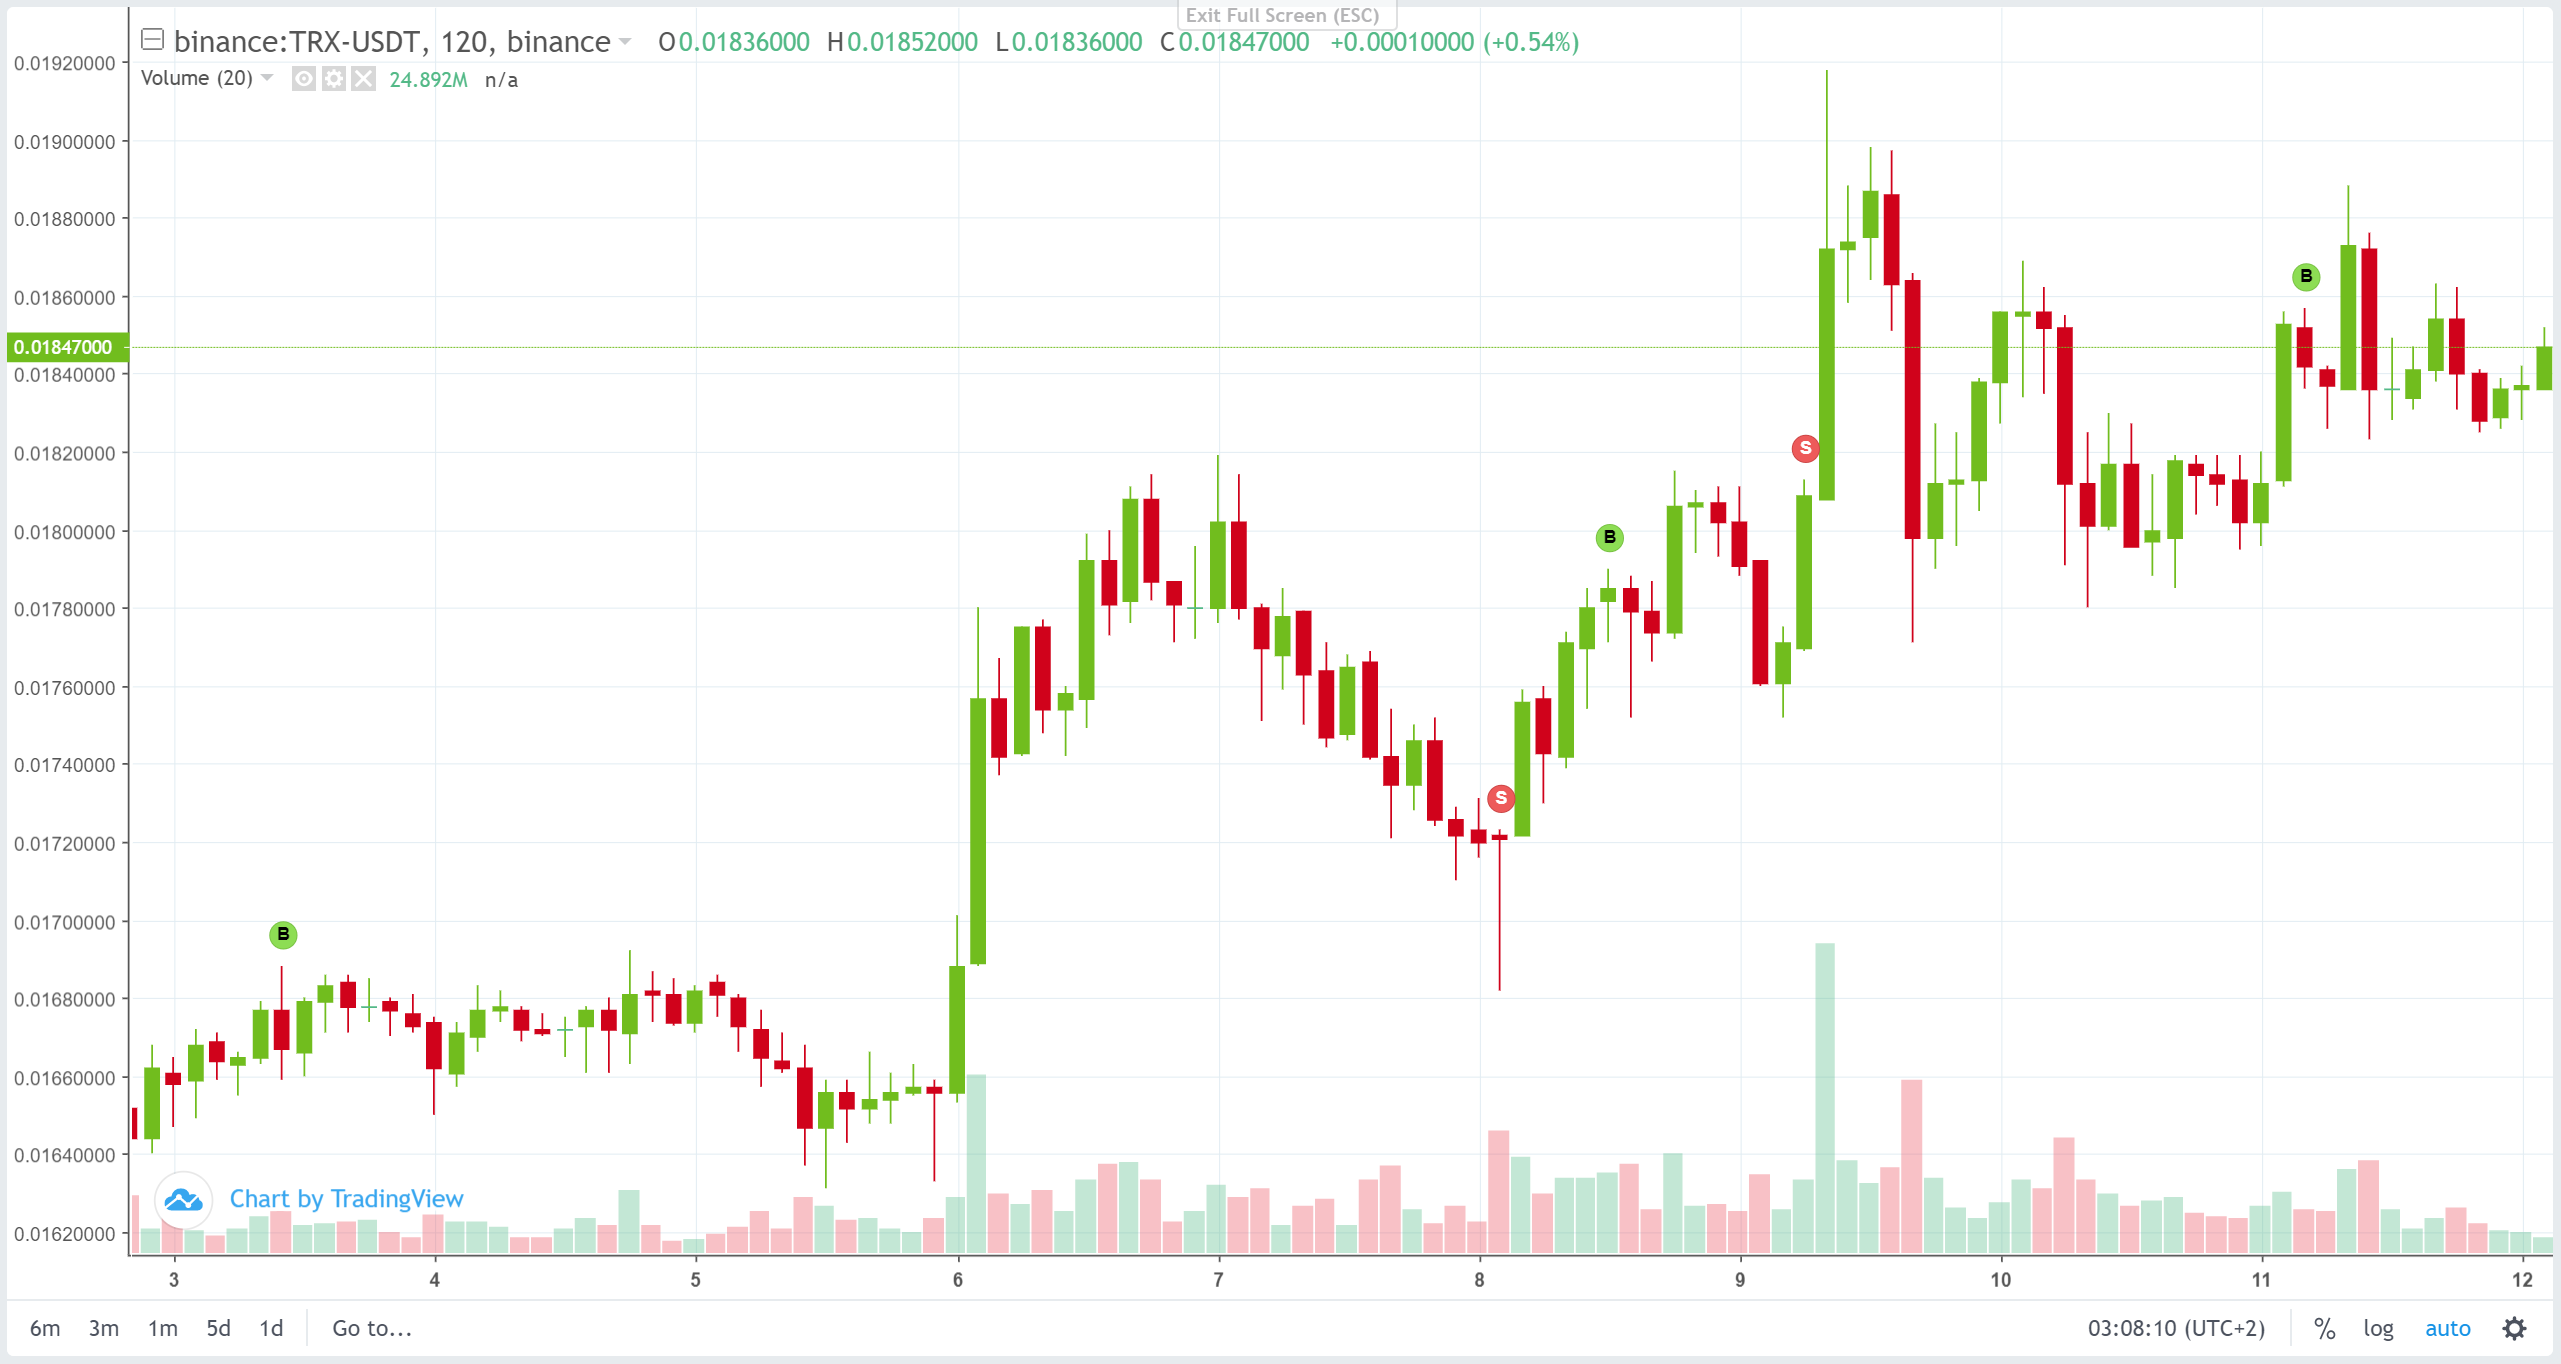 Exit Full Screen (ESC)
binance:TRX-USDT, 120, binance O0.01836000 H0.01852000 L0.01836000 C0.01847000 +0.00010000 (+0.54%)
Volume (20) 24.892M n/a
0.01920000
0.01900000
0.01880000
0.01860000
B
0.01847000
0.01840000
0.01820000
S
0.01800000
B
0.01780000
0.01760000
0.01740000
S
0.01720000
0.01700000
B
0.01680000
0.01660000
0.01640000
Chart by TradingView
0.01620000
3 4 5 6 7 8 9 10 11 12
6m 3m 1m 5d 1d Go to... 03:08:10 (UTC+2) % log auto